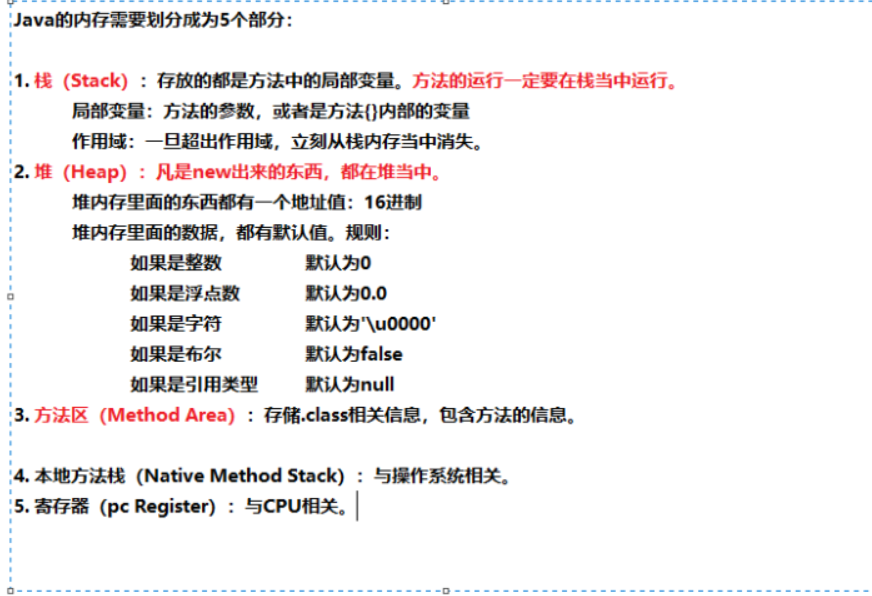 Java的内存需要划分成为5个部分：
1. 栈（Stack）：存放的都是方法中的局部变量。方法的运行一定要在栈当中运行。
局部变量：方法的参数，或者是方法{}内部的变量
作用域：一旦超出作用域，立刻从栈内存当中消失。
2. 堆（Heap）：凡是new出来的东西，都在堆当中。
堆内存里面的东西都有一个地址值：16进制
堆内存里面的数据，都有默认值。规则：
如果是整数 默认为0
如果是浮点数 默认为0.0
如果是字符 默认为'\u0000'
如果是布尔 默认为false
如果是引用类型 默认为null
3. 方法区（Method Area）：存储.class相关信息，包含方法的信息。
4. 本地方法栈（Native Method Stack）：与操作系统相关。
5. 寄存器（pc Register）：与CPU相关。